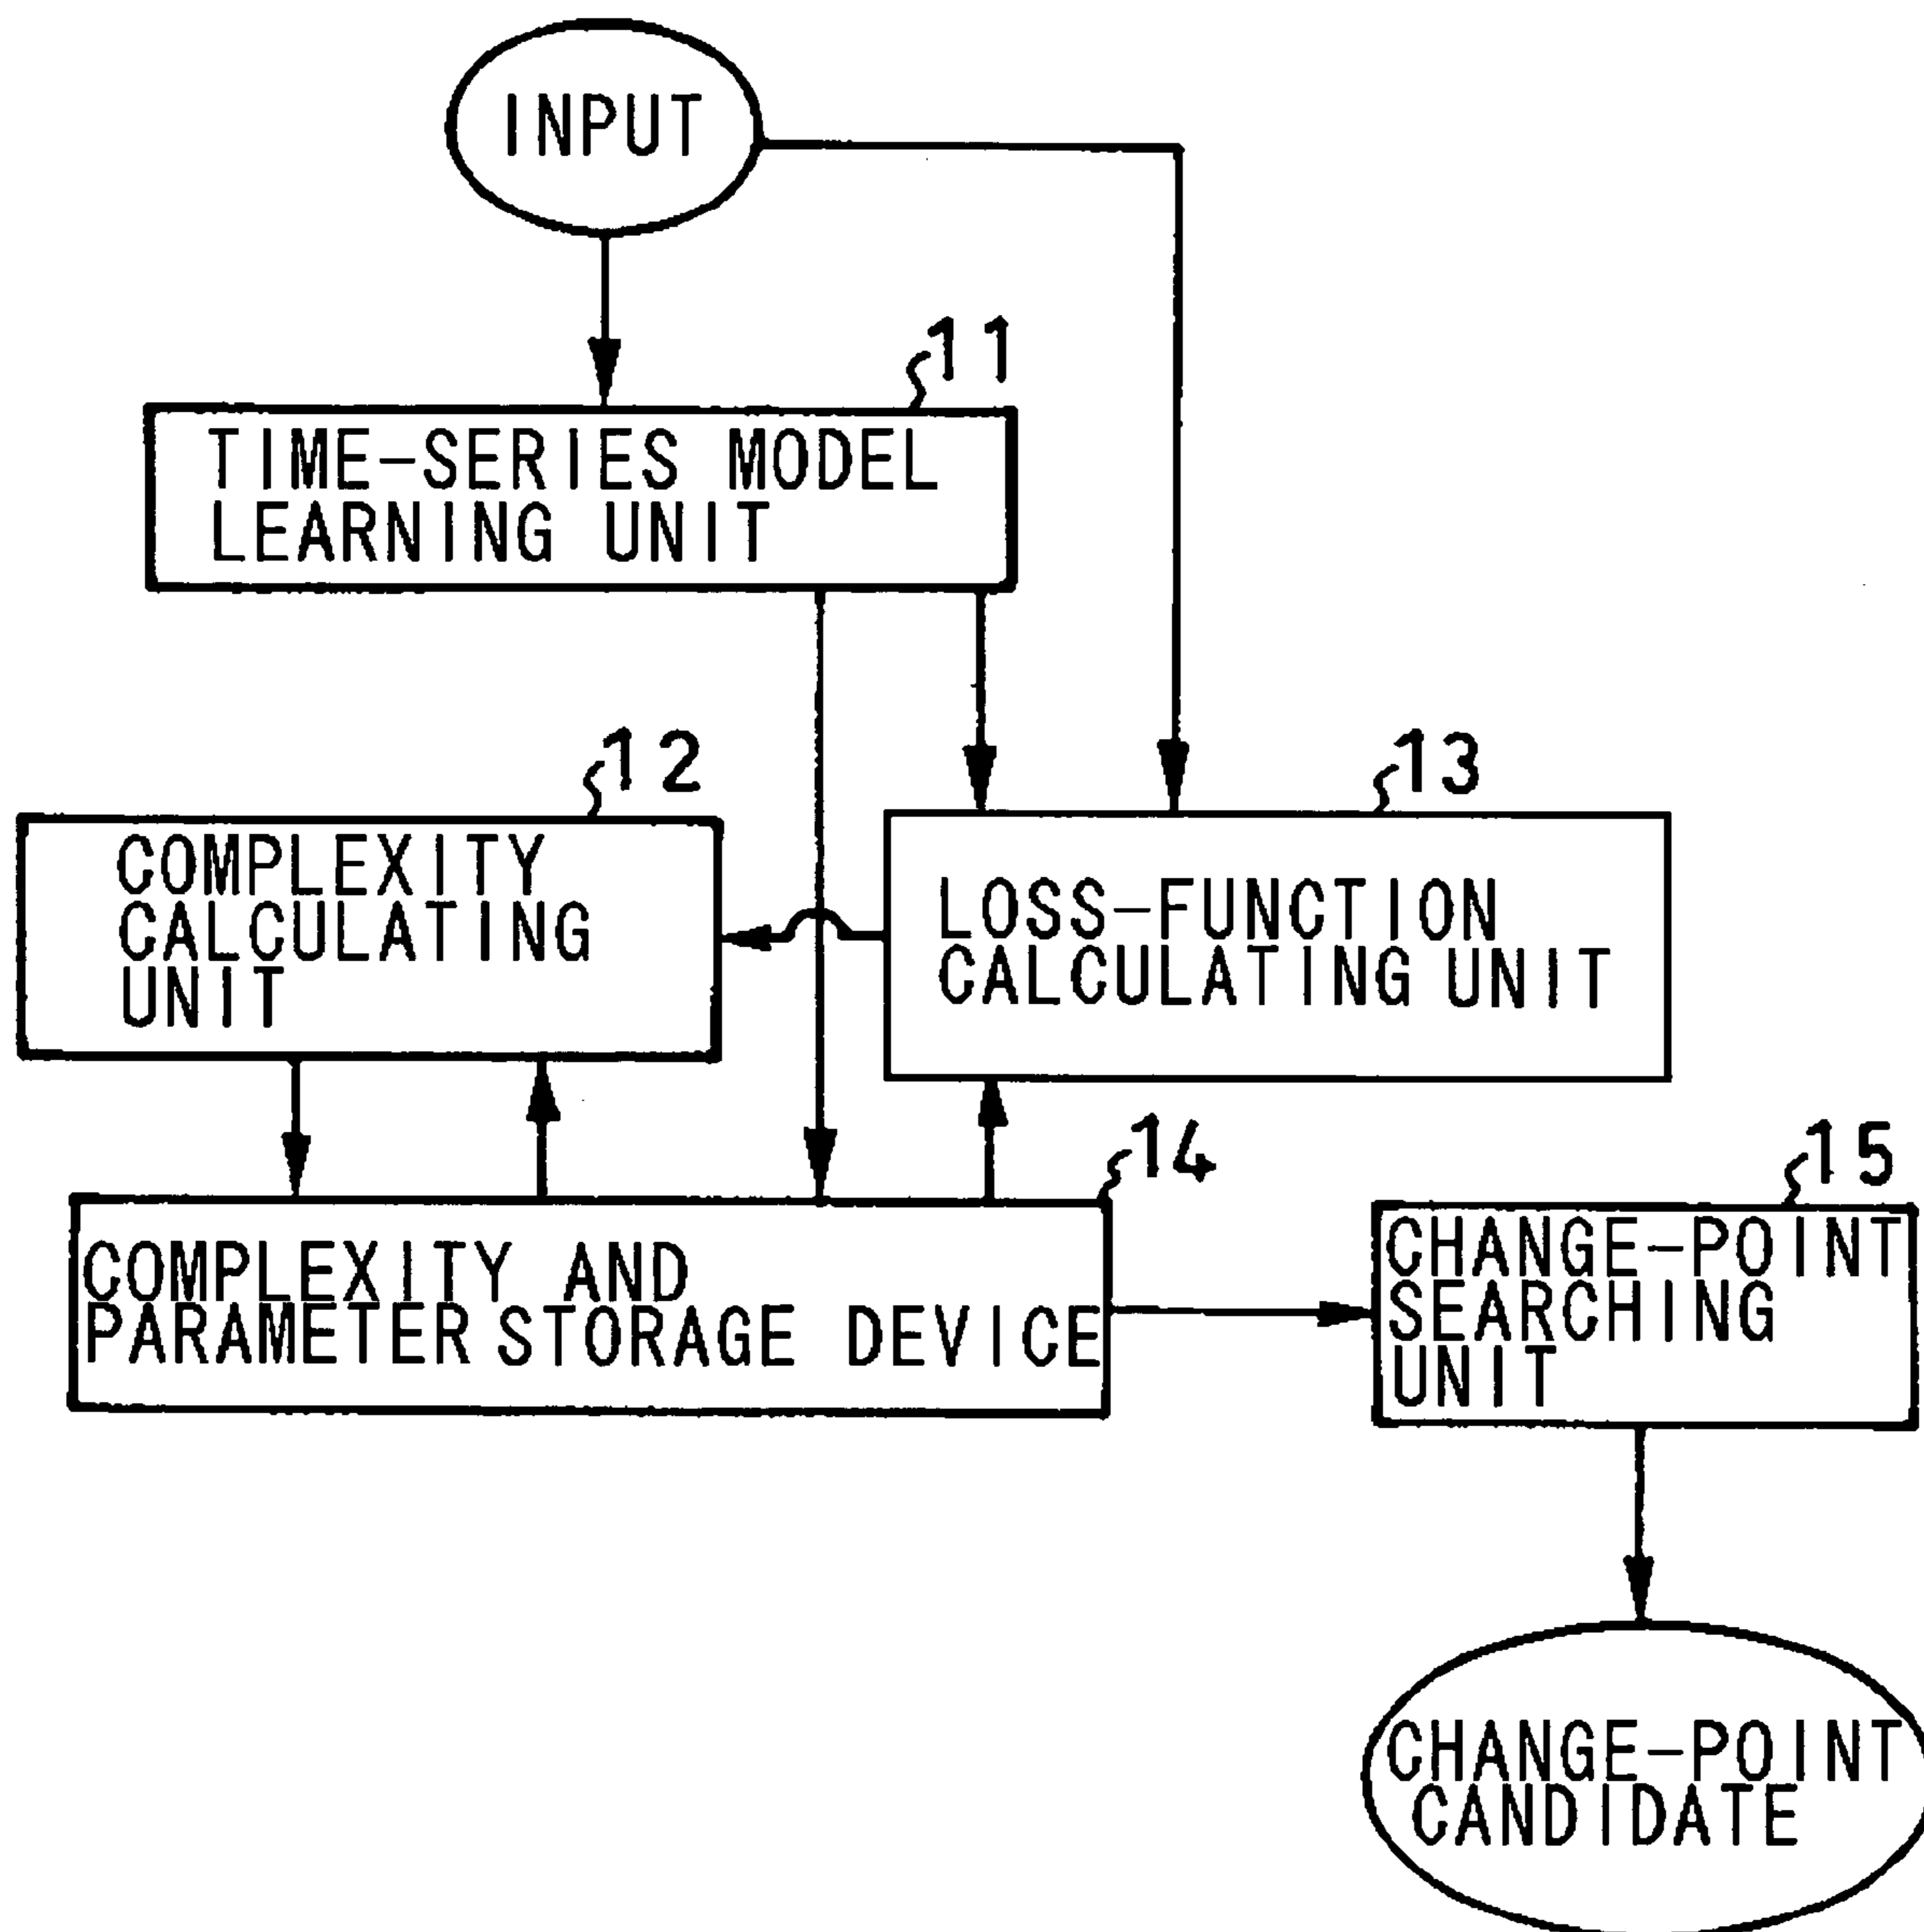 INPUT
11
TIME-SERIES MODEL
LEARNING UNIT
12
13
COMPLEXITY
CALCULATING
UNIT
LOSS-FUNCTION
CALCULATING UNIT
14
15
COMPLEXITY AND
PARAMETER STORAGE DEVICE
CHANGE-POINT
SEARCHING
UNIT
CHANGE-POINT
CANDIDATE